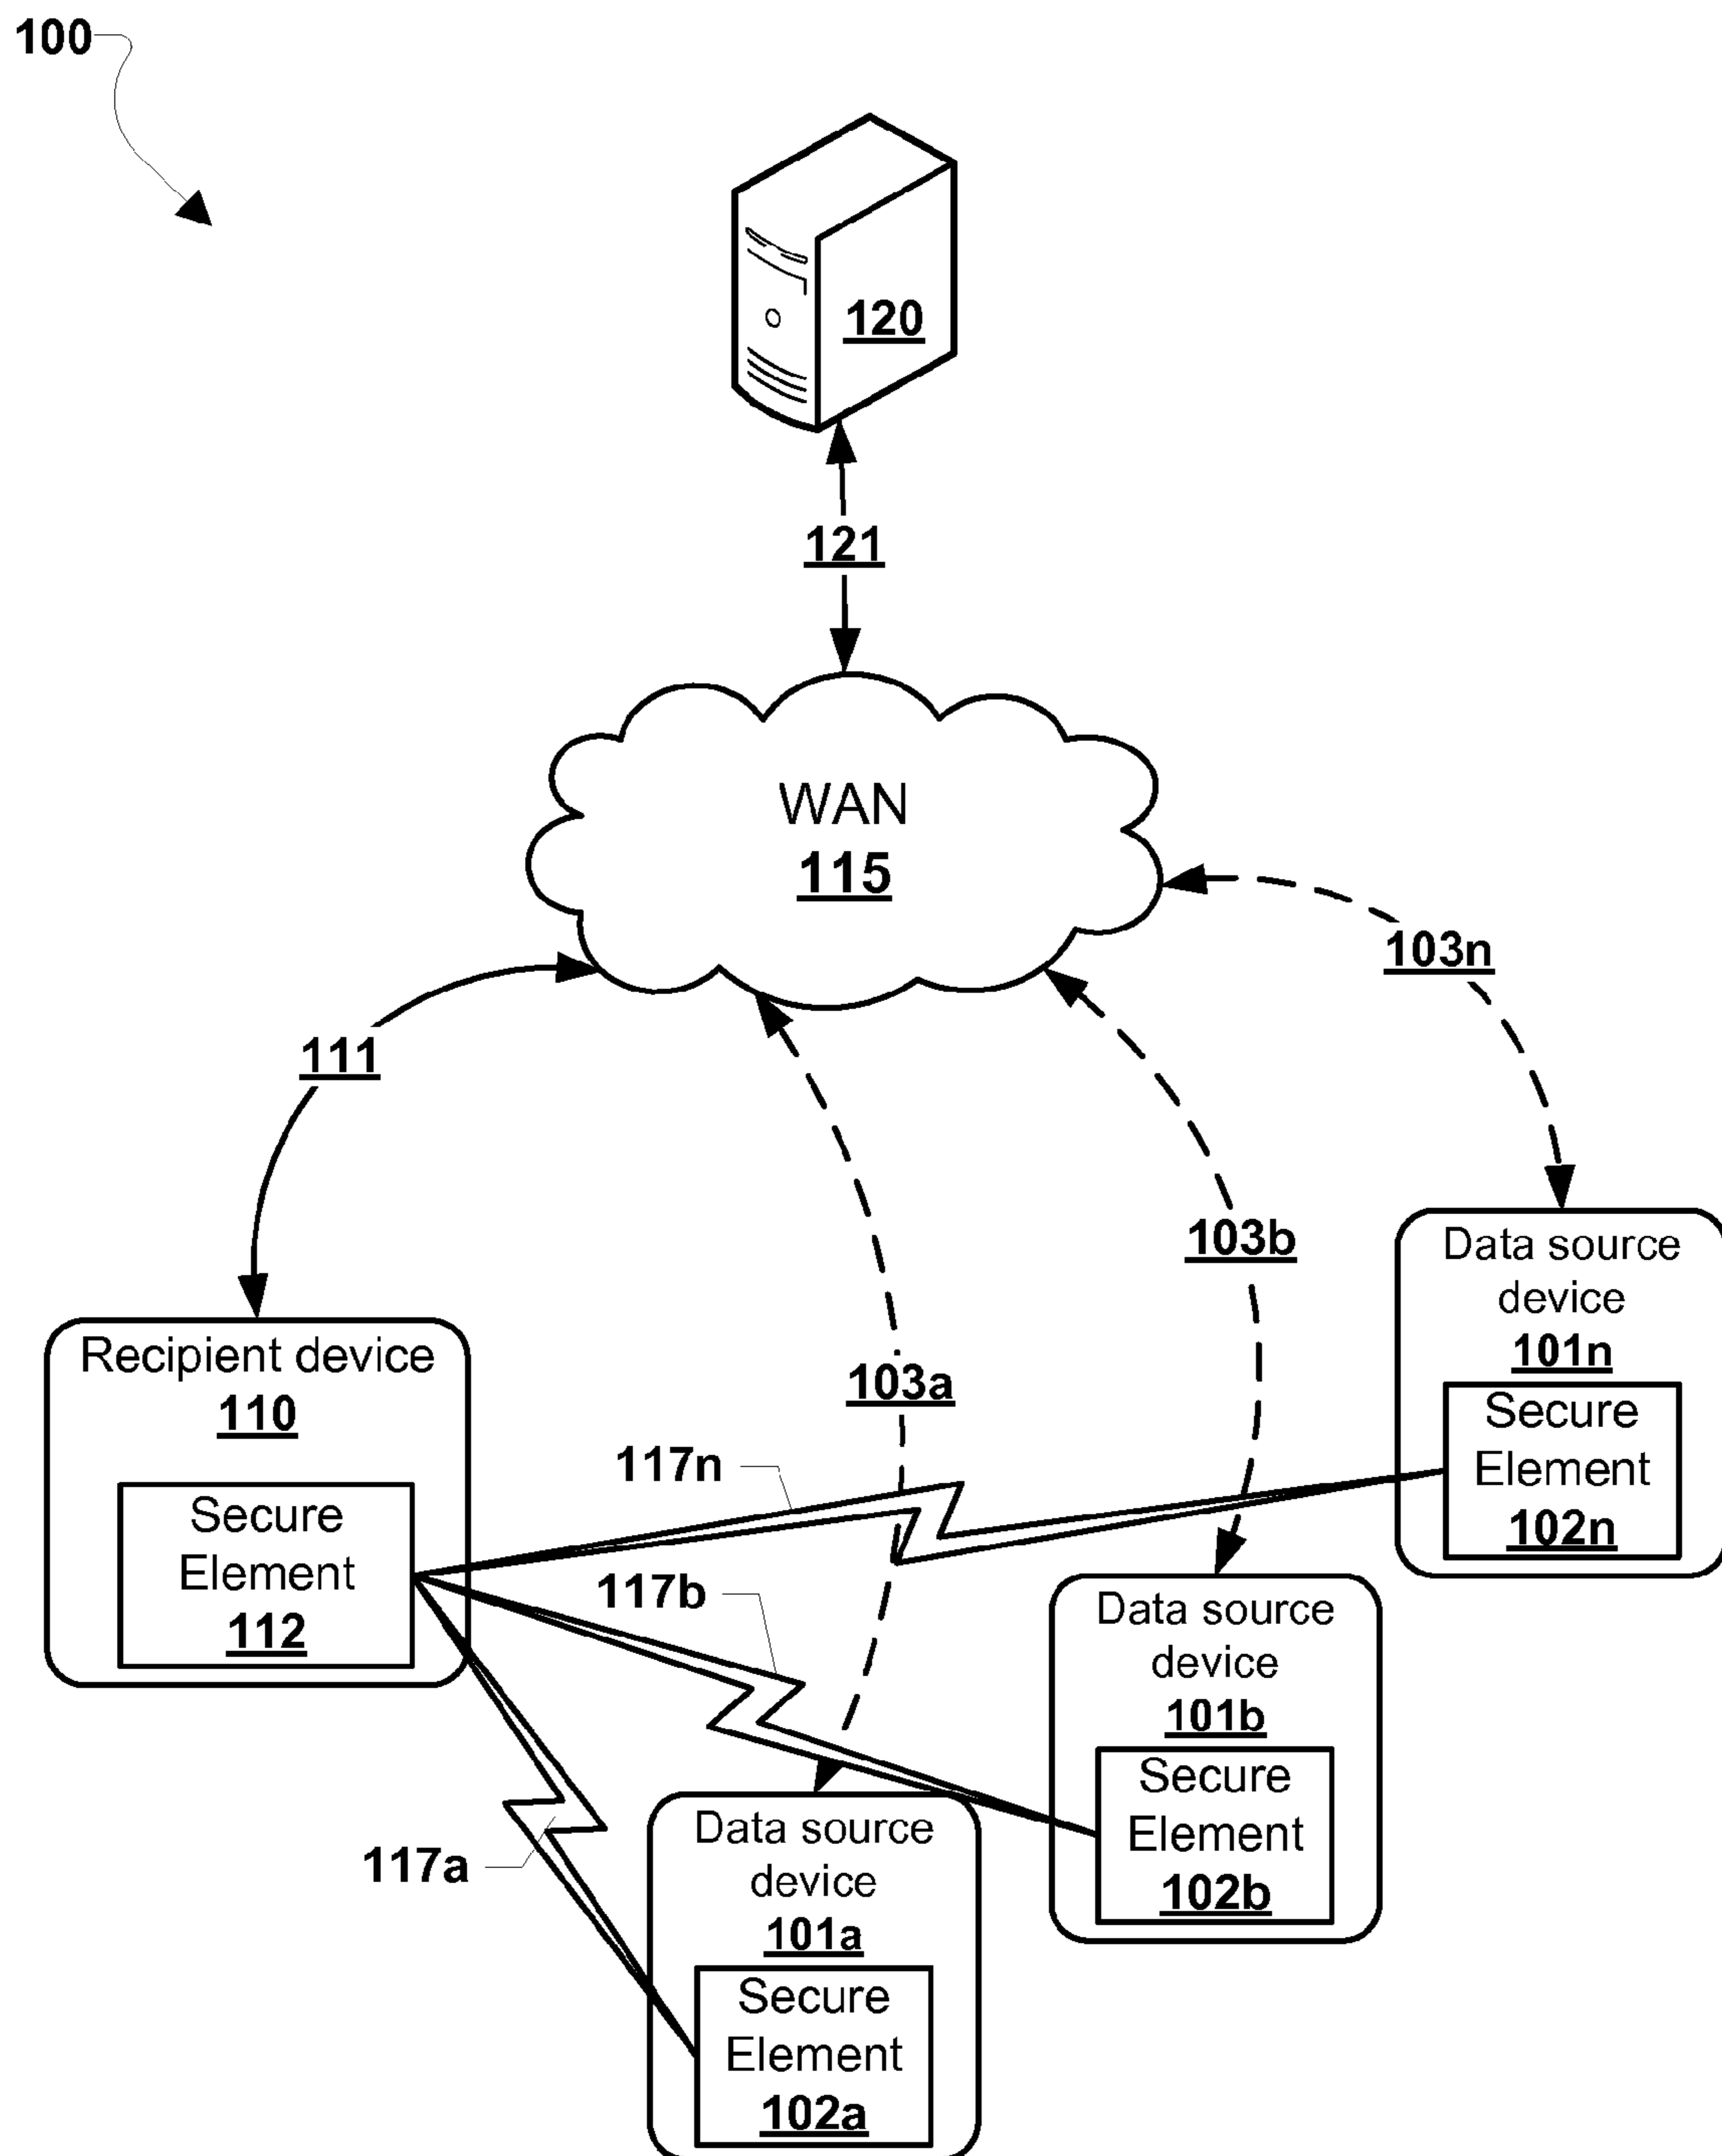 100
120
121
WAN
115
103n
111
103b
Data source
device
101n
Secure
Element
102n
Recipient device
110
103a
117n
Secure
Element
112
117b
Data source
device
101b
Secure
Element
102b
117a
Data source
device
101a
Secure
Element
102a